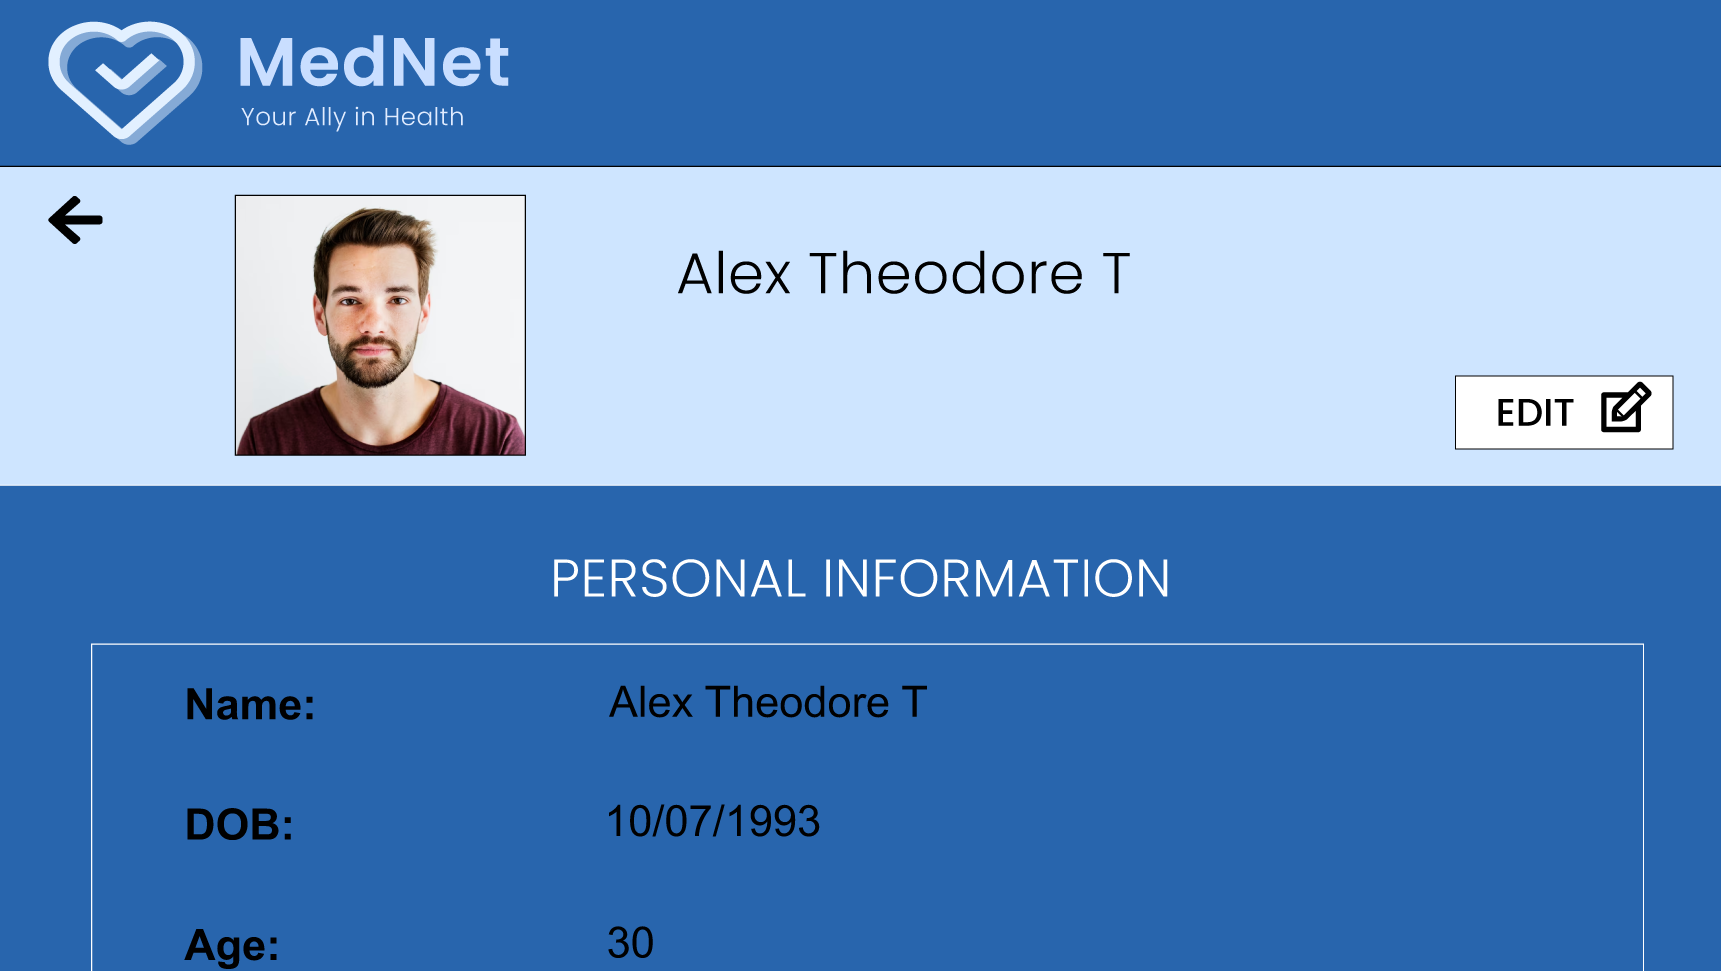 MedNet
Your Ally in Health
Alex Theodore T
EDIT
PERSONAL INFORMATION
Name: Alex Theodore T
DOB: 10/07/1993
Age: 30